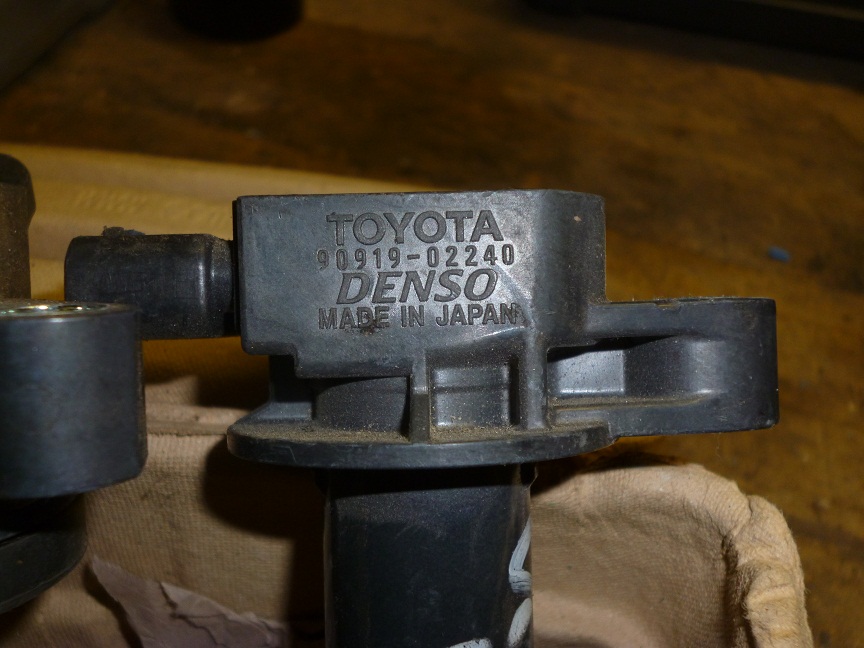 TOYOTA
90919-02240
DENSO
MADE IN JAPAN